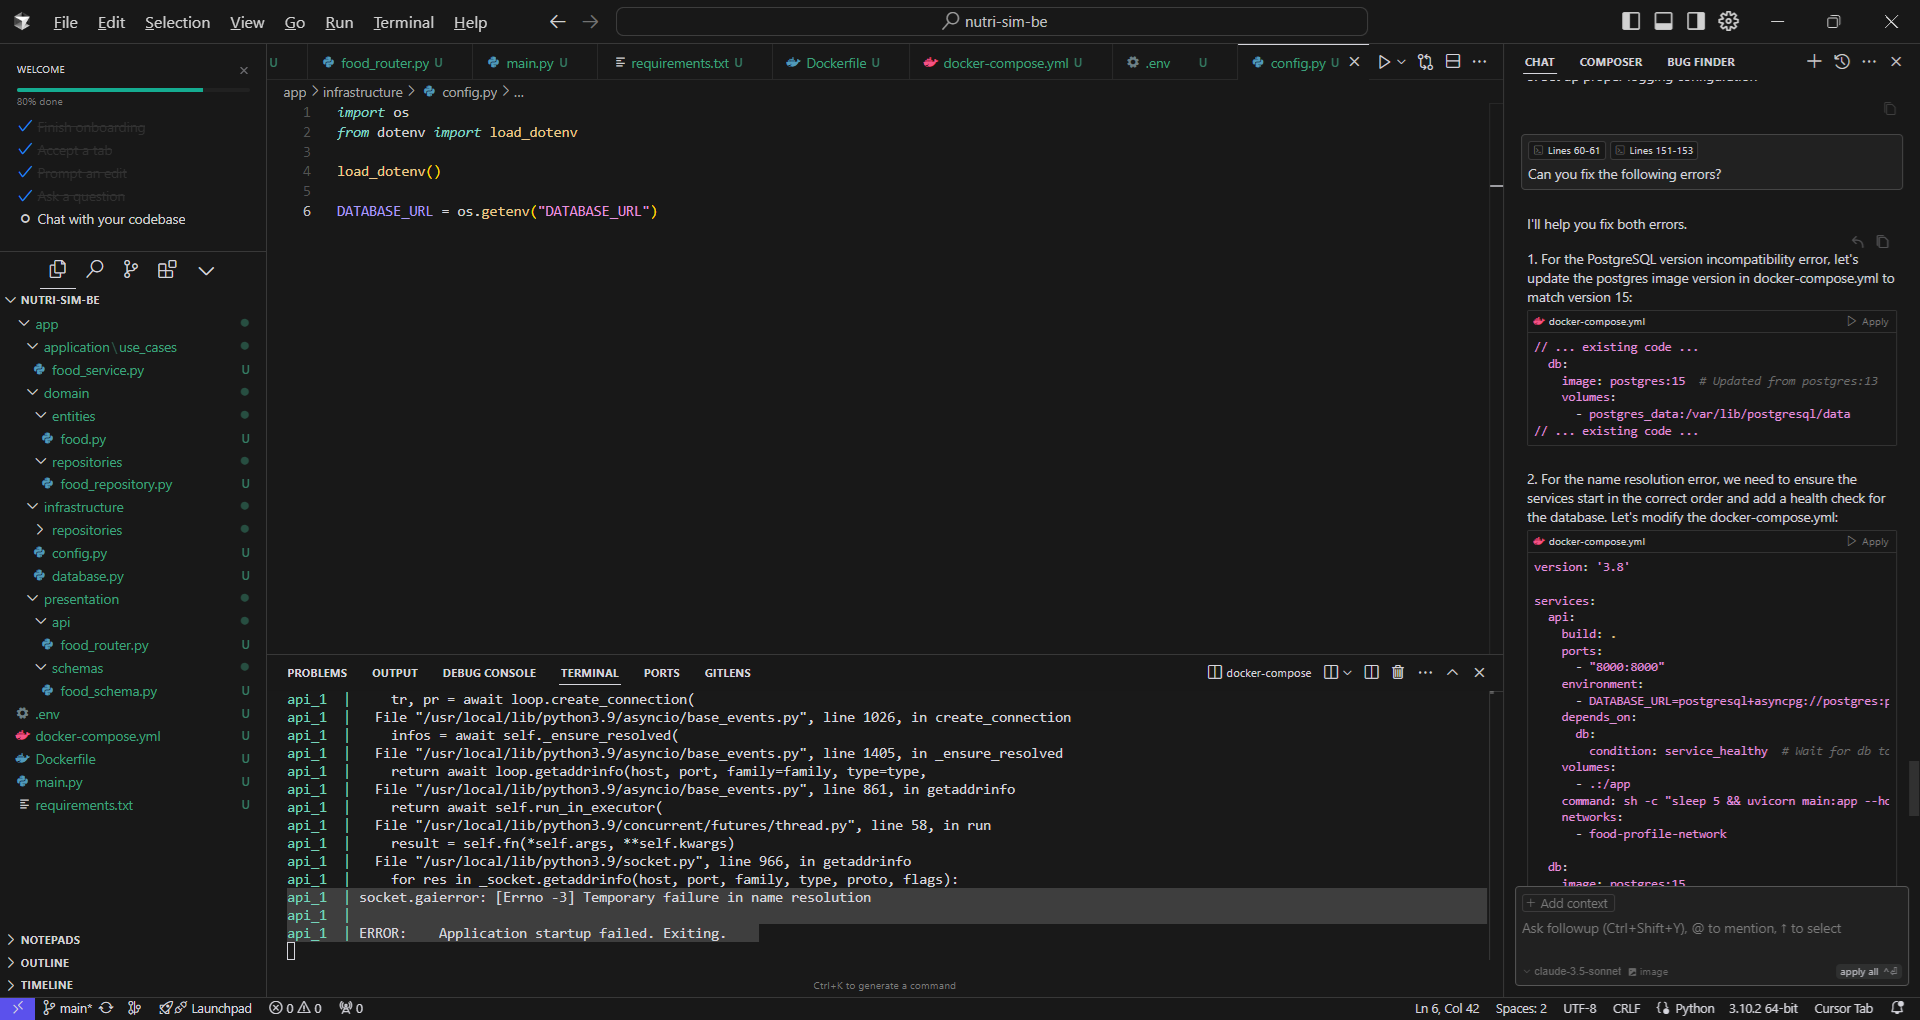 File Edit Selection View Go Run Terminal Help
nutri-sim-be
WELCOME
80% done
Finish onboarding
Accept a tab
Prompt an edit
Ask a question
Chat with your codebase
NUTRI-SIM-BE
app
application\use_cases
food_service.py U
domain
entities
food.py U
repositories
food_repository.py U
infrastructure
repositories
config.py U
database.py U
presentation
api
food_router.py U
schemas
food_schema.py U
.env U
docker-compose.yml U
Dockerfile U
main.py U
requirements.txt U
NOTEPADS
OUTLINE
TIMELINE
U food_router.py U main.py U requirements.txt U Dockerfile U docker-compose.yml U .env U config.py U
app > infrastructure > config.py > ...
1 import os
2 from dotenv import load_dotenv
3
4 load_dotenv()
5
6 DATABASE_URL = os.getenv("DATABASE_URL")
PROBLEMS OUTPUT DEBUG CONSOLE TERMINAL PORTS GITLENS
docker-compose
api_1 | tr, pr = await loop.create_connection(
api_1 | File "/usr/local/lib/python3.9/asyncio/base_events.py", line 1026, in create_connection
api_1 | infos = await self._ensure_resolved(
api_1 | File "/usr/local/lib/python3.9/asyncio/base_events.py", line 1405, in _ensure_resolved
api_1 | return await loop.getaddrinfo(host, port, family=family, type=type,
api_1 | File "/usr/local/lib/python3.9/asyncio/base_events.py", line 861, in getaddrinfo
api_1 | return await self.run_in_executor(
api_1 | File "/usr/local/lib/python3.9/concurrent/futures/thread.py", line 58, in run
api_1 | result = self.fn(*self.args, **self.kwargs)
api_1 | File "/usr/local/lib/python3.9/socket.py", line 966, in getaddrinfo
api_1 | for res in _socket.getaddrinfo(host, port, family, type, proto, flags):
api_1 | socket.gaierror: [Errno -3] Temporary failure in name resolution
api_1 |
api_1 | ERROR: Application startup failed. Exiting.
Ctrl+K to generate a command
CHAT COMPOSER BUG FINDER
Lines 60-61 Lines 151-153
Can you fix the following errors?
I'll help you fix both errors.
1. For the PostgreSQL version incompatibility error, let's
update the postgres image version in docker-compose.yml to
match version 15:
docker-compose.yml Apply
// ... existing code ...
db:
image: postgres:15 # Updated from postgres:13
volumes:
- postgres_data:/var/lib/postgresql/data
// ... existing code ...
2. For the name resolution error, we need to ensure the
services start in the correct order and add a health check for
the database. Let's modify the docker-compose.yml:
docker-compose.yml Apply
version: '3.8'
services:
api:
build: .
ports:
- "8000:8000"
environment:
- DATABASE_URL=postgresql+asyncpg://postgres:p
depends_on:
db:
condition: service_healthy # Wait for db to
volumes:
- .:/app
command: sh -c "sleep 5 && uvicorn main:app --ho
networks:
- food-profile-network
db:
image: postgres:15
+ Add context
Ask followup (Ctrl+Shift+Y), @ to mention, ↑ to select
claude-3.5-sonnet image apply all
main* Launchpad 0 0 0 Ln 6, Col 42 Spaces: 2 UTF-8 CRLF Python 3.10.2 64-bit Cursor Tab